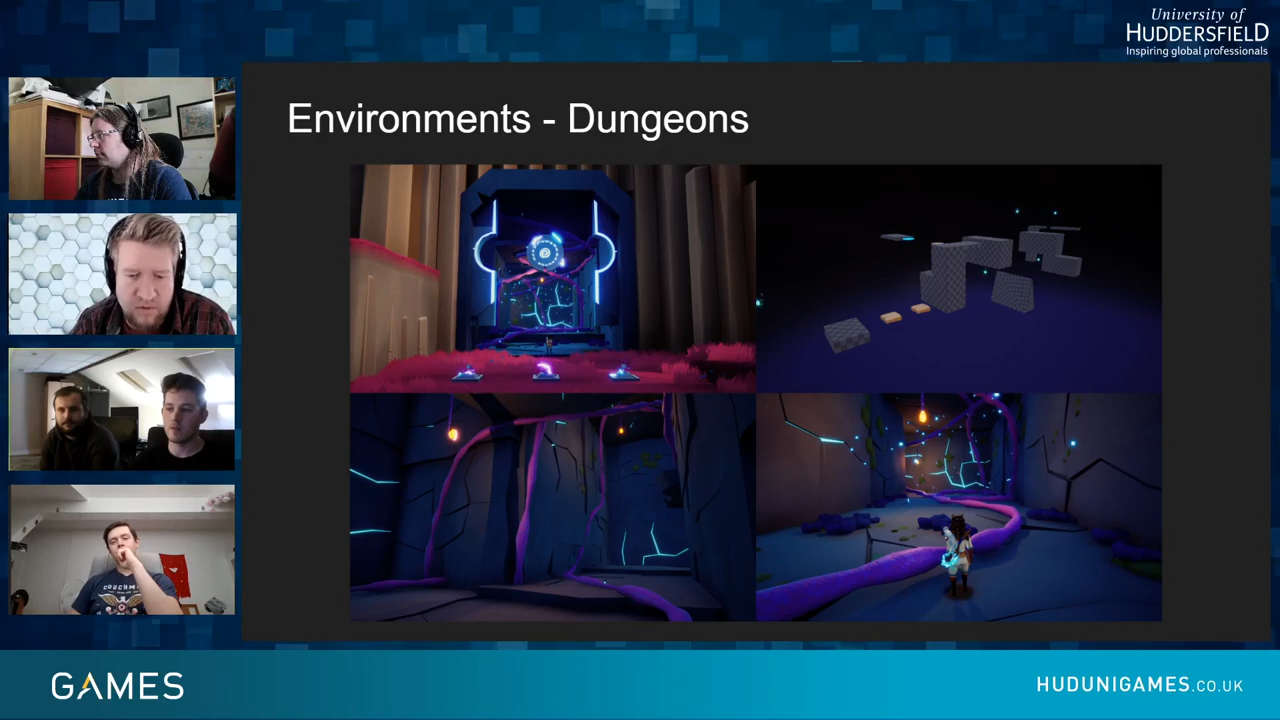 University of
HUDDERSFIELD
Inspiring global professionals
Environments - Dungeons
GAMES
HUDUNIGAMES.CO.UK